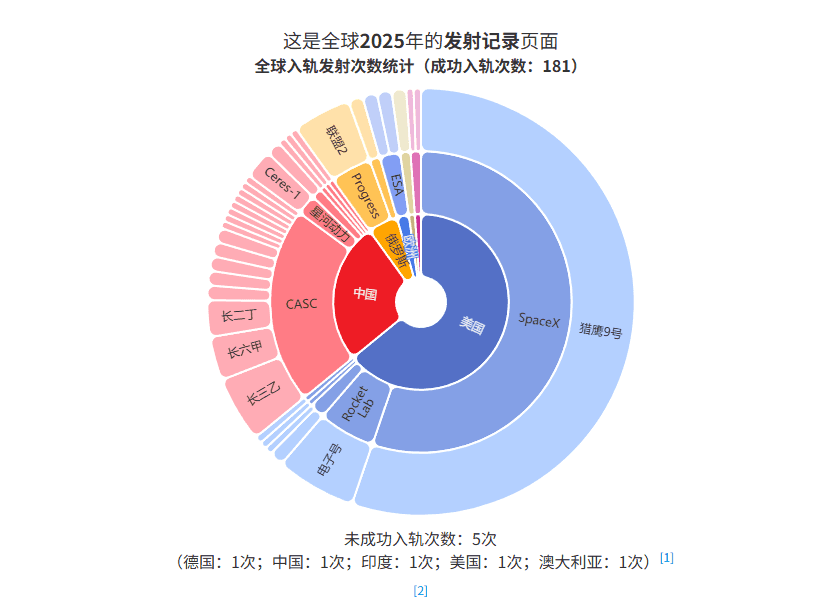 这是全球2025年的发射记录页面
全球入轨发射次数统计（成功入轨次数：181）
联盟2
Progress
ESA
Ceres-1
星河动力
俄罗斯
中国
美国
CASC
SpaceX
猎鹰9号
长二丁
长六甲
长三乙
Rocket
Lab
电子号
未成功入轨次数：5次
（德国：1次；中国：1次；印度：1次；美国：1次；澳大利亚：1次）[1]
[2]